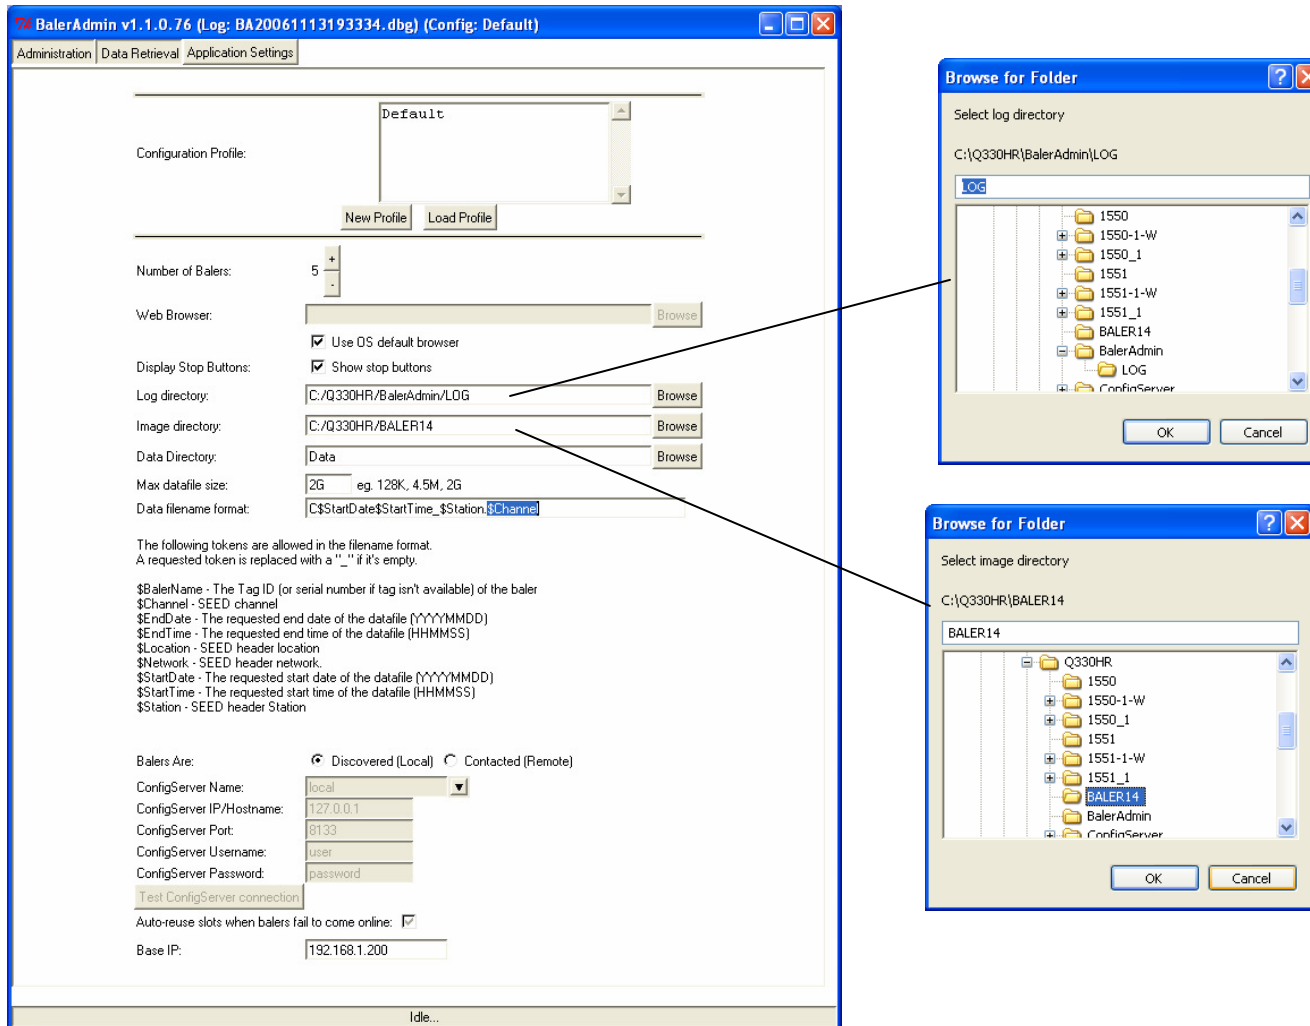 BalerAdmin v1.1.0.76 (Log: BA20061113193334.dbg) (Config: Default)
Administration Data Retrieval Application Settings
Default
Configuration Profile:
New Profile Load Profile
Number of Balers: 5 + -
Web Browser: Browse
Use OS default browser
Display Stop Buttons: Show stop buttons
Log directory: C:/Q330HR/BalerAdmin/LOG Browse
Image directory: C:/Q330HR/BALER14 Browse
Data Directory: Data Browse
Max datafile size: 2G eg. 128K, 4.5M, 2G
Data filename format: C$StartDate$StartTime_$Station.$Channel
The following tokens are allowed in the filename format.
A requested token is replaced with a "_" if it's empty.
$BalerName - The Tag ID (or serial number if tag isn't available) of the baler
$Channel - SEED channel
$EndDate - The requested end date of the datafile (YYYYMMDD)
$EndTime - The requested end time of the datafile (HHMMSS)
$Location - SEED header location
$Network - SEED header network.
$StartDate - The requested start date of the datafile (YYYYMMDD)
$StartTime - The requested start time of the datafile (HHMMSS)
$Station - SEED header Station
Balers Are: Discovered (Local) Contacted (Remote)
ConfigServer Name: local
ConfigServer IP/Hostname: 127.0.0.1
ConfigServer Port: 8133
ConfigServer Username: user
ConfigServer Password: password
Test ConfigServer connection
Auto-reuse slots when balers fail to come online:
Base IP: 192.168.1.200
Idle...
Browse for Folder
Select log directory
C:\Q330HR\BalerAdmin\LOG
LOG
1550
1550-1-W
1550_1
1551
1551-1-W
1551_1
BALER14
BalerAdmin
LOG
ConfigServer
OK Cancel
Browse for Folder
Select image directory
C:\Q330HR\BALER14
BALER14
Q330HR
1550
1550-1-W
1550_1
1551
1551-1-W
1551_1
BALER14
BalerAdmin
ConfigServer
OK Cancel